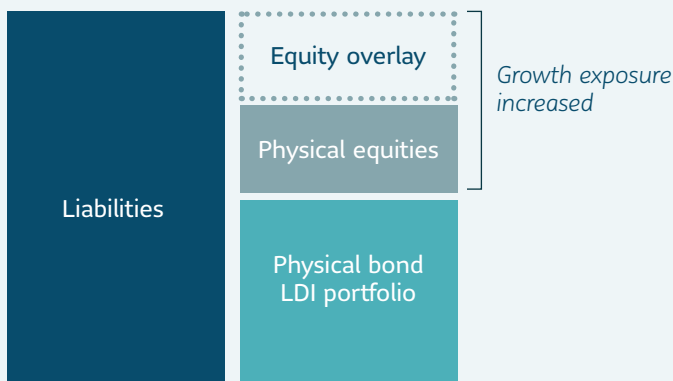 Equity overlay
Growth exposure
increased
Physical equities
Liabilities
Physical bond
LDI portfolio